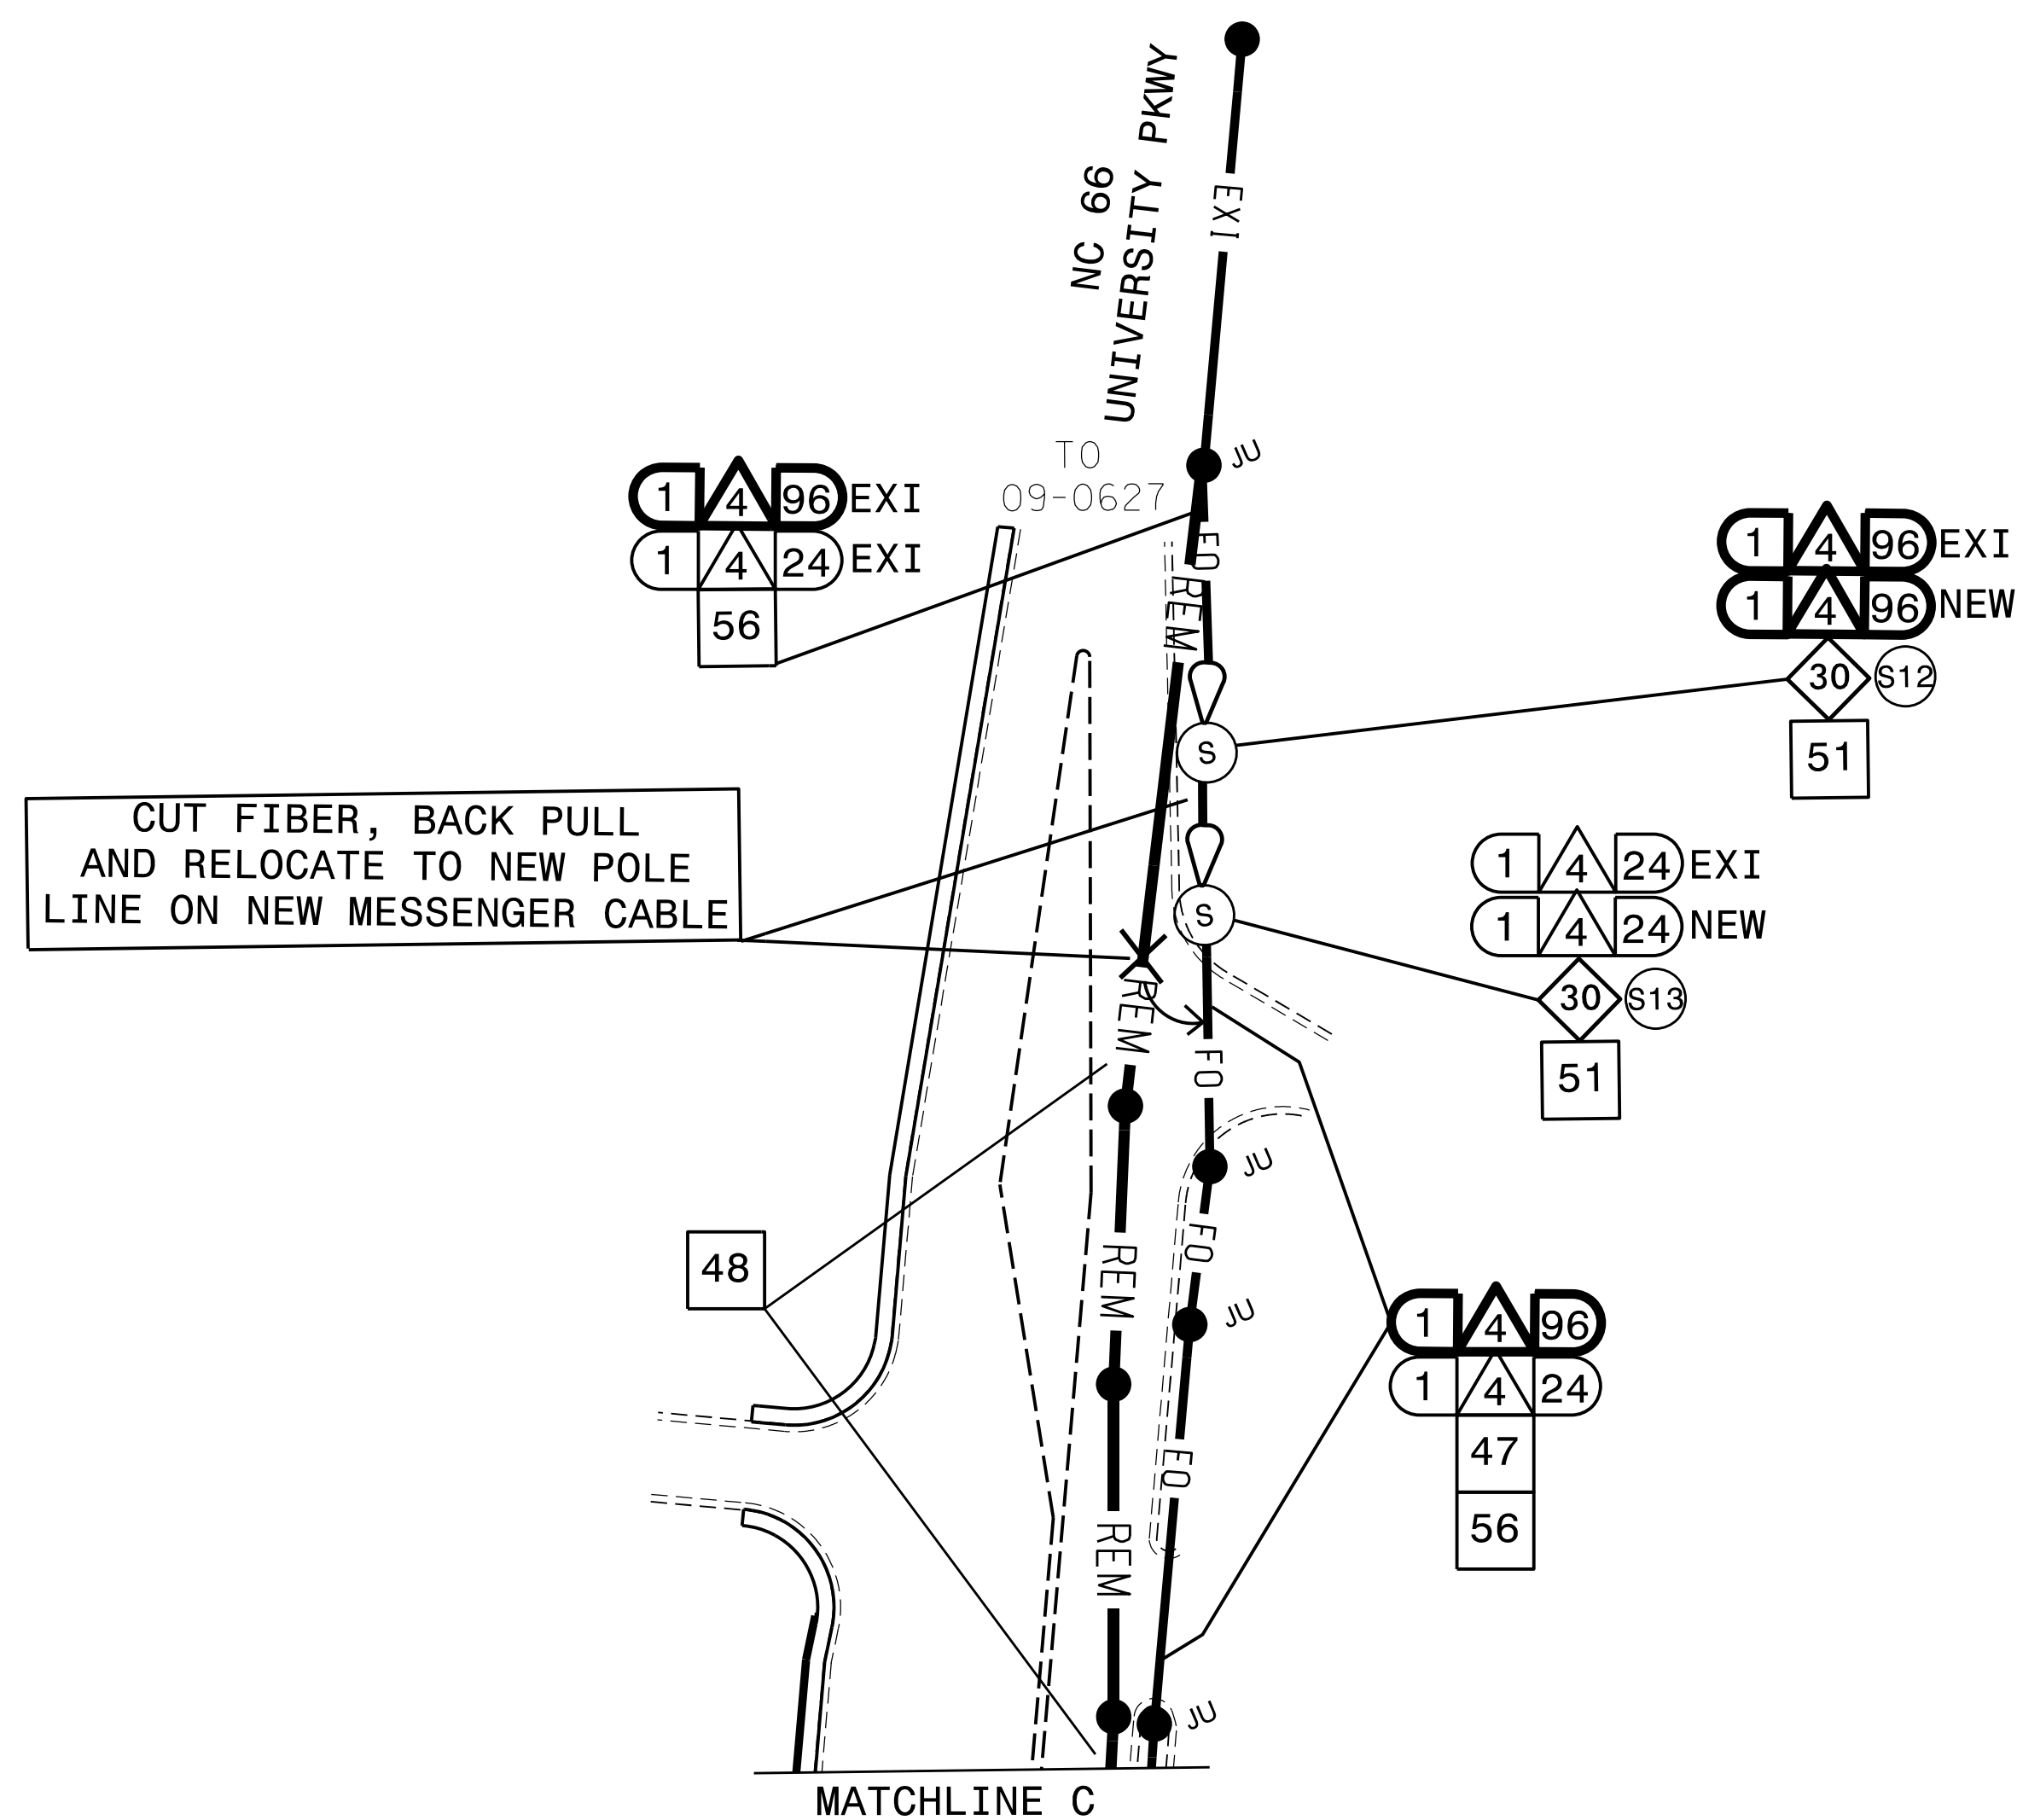 NC 66
UNIVERSITY PKWY
EXI
JU
TO
09-0627
1 4 96 EXI
1 4 24 EXI
56
FO
REM
1 4 96 EXI
1 4 96 NEW
30 S12
51
S
CUT FIBER, BACK PULL
AND RELOCATE TO NEW POLE
LINE ON NEW MESSENGER CABLE
S
1 4 24 EXI
1 4 24 NEW
30 S13
51
REM
FO
JU
48
REM
FO
JU
1 4 96
1 4 24
47
56
FO
REM
JU
MATCHLINE C